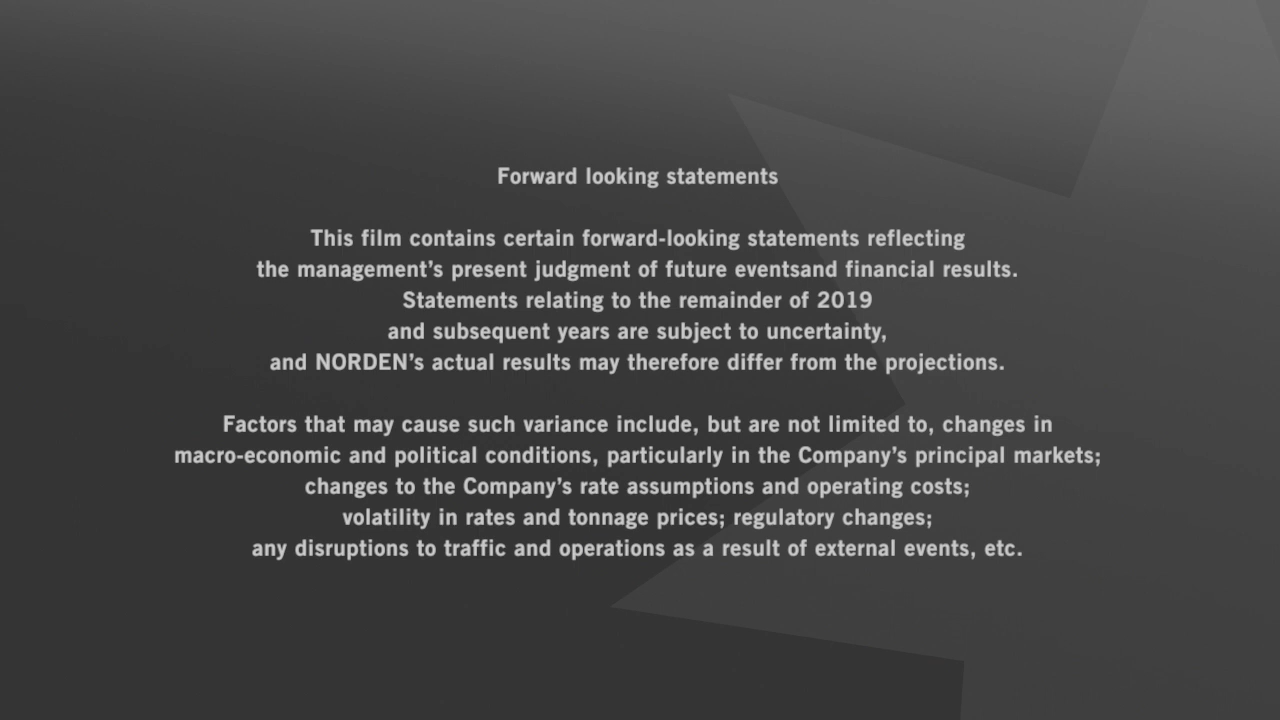 Forward looking statements
This film contains certain forward-looking statements reflecting
the management’s present judgment of future eventsand financial results.
Statements relating to the remainder of 2019
and subsequent years are subject to uncertainty,
and NORDEN’s actual results may therefore differ from the projections.
Factors that may cause such variance include, but are not limited to, changes in
macro-economic and political conditions, particularly in the Company’s principal markets;
changes to the Company’s rate assumptions and operating costs;
volatility in rates and tonnage prices; regulatory changes;
any disruptions to traffic and operations as a result of external events, etc.